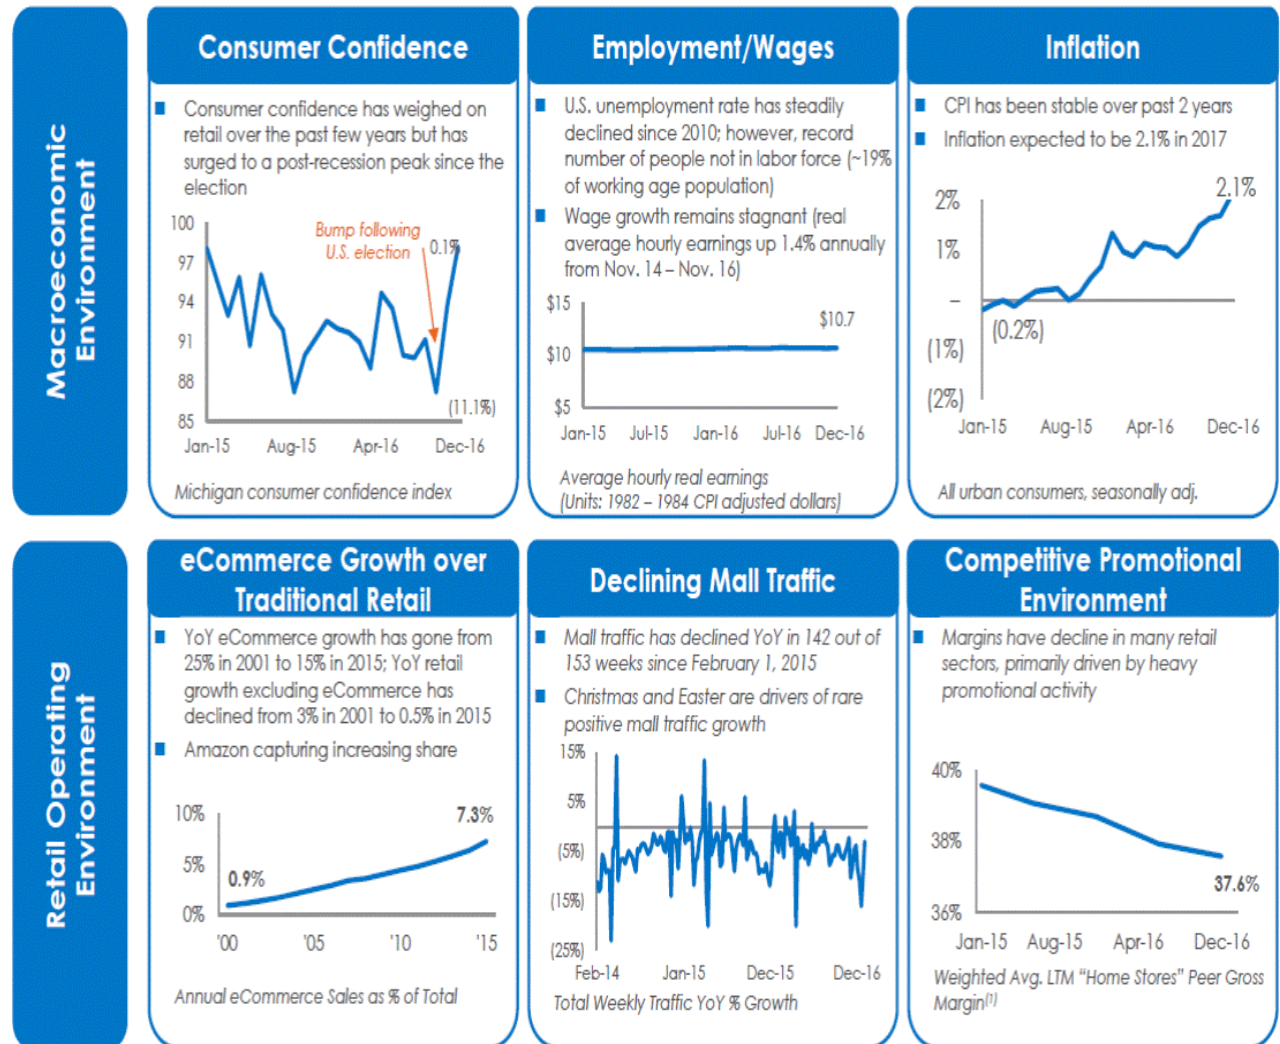 Macroeconomic
Environment
Consumer Confidence
Consumer confidence has weighed on
retail over the past few years but has
surged to a post-recession peak since the
election
100
97
94
91
88
85
Bump following
U.S. election
0.1%
(11.1%)
Jan-15 Aug-15 Apr-16 Dec-16
Michigan consumer confidence index
Employment/Wages
U.S. unemployment rate has steadily
declined since 2010; however, record
number of people not in labor force (~19%
of working age population)
Wage growth remains stagnant (real
average hourly earnings up 1.4% annually
from Nov. 14 – Nov. 16)
$15
$10
$5
$10.7
Jan-15 Jul-15 Jan-16 Jul-16 Dec-16
Average hourly real earnings
(Units: 1982 – 1984 CPI adjusted dollars)
Inflation
CPI has been stable over past 2 years
Inflation expected to be 2.1% in 2017
2%
1%
–
(1%)
(2%)
2.1%
(0.2%)
Jan-15 Aug-15 Apr-16 Dec-16
All urban consumers, seasonally adj.
Retail Operating
Environment
eCommerce Growth over
Traditional Retail
YoY eCommerce growth has gone from
25% in 2001 to 15% in 2015; YoY retail
growth excluding eCommerce has
declined from 3% in 2001 to 0.5% in 2015
Amazon capturing increasing share
10%
5%
0%
0.9%
7.3%
'00 '05 '10 '15
Annual eCommerce Sales as % of Total
Declining Mall Traffic
Mall traffic has declined YoY in 142 out of
153 weeks since February 1, 2015
Christmas and Easter are drivers of rare
positive mall traffic growth
15%
5%
(5%)
(15%)
(25%)
Feb-14 Jan-15 Dec-15 Dec-16
Total Weekly Traffic YoY % Growth
Competitive Promotional
Environment
Margins have decline in many retail
sectors, primarily driven by heavy
promotional activity
40%
38%
36%
37.6%
Jan-15 Aug-15 Apr-16 Dec-16
Weighted Avg. LTM “Home Stores” Peer Gross
Margin(1)